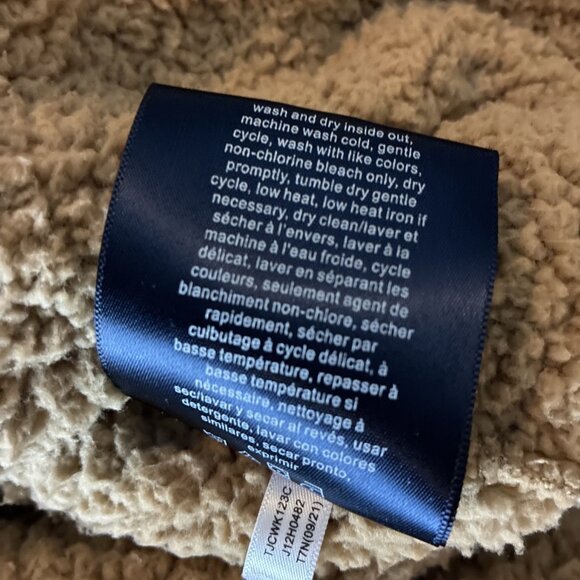 wash and dry inside out,
machine wash cold, gentle
cycle, wash with like colors,
non-chlorine bleach only, dry
promptly, tumble dry gentle
cycle, low heat, low heat iron if
necessary, dry clean/laver et
sécher à l'envers, laver à la
machine à l'eau froide, cycle
délicat, laver en séparant les
couleurs, seulement agent de
blanchiment non-chlore, sécher
rapidement, sécher par
culbutage à cycle délicat, à
basse température, repasser à
basse température si
nécessaire, nettoyage à
sec/lavar y secar al revés, usar
detergente, lavar con colores
similares, secar pronto,
exprimir
TJCWK123C
J12H0482
T7N(09/21)